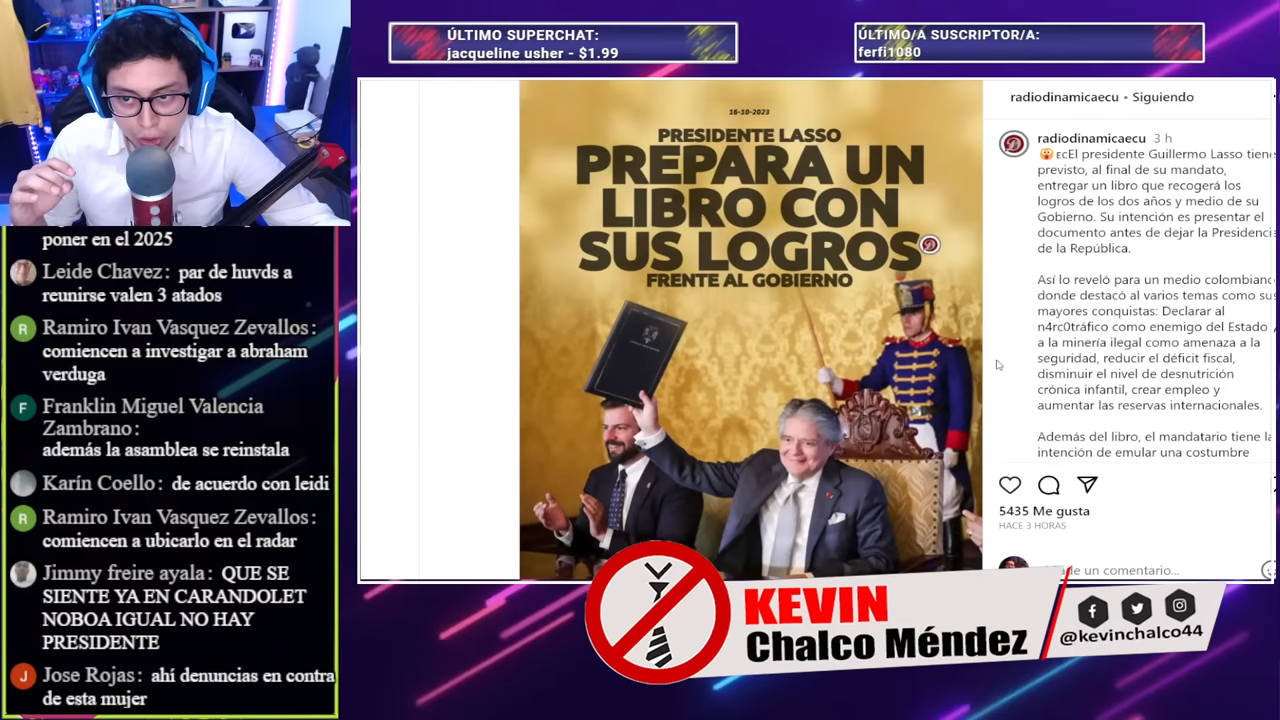 ÚLTIMO SUPERCHAT:
jacqueline usher - $1.99
ÚLTIMO/A SUSCRIPTOR/A:
ferfi1080
poner en el 2025
Leide Chavez: par de huvds a
reunirse valen 3 atados
R
Ramiro Ivan Vasquez Zevallos:
comiencen a investigar a abraham
verduga
F
Franklin Miguel Valencia
Zambrano:
además la asamblea se reinstala
Karín Coello: de acuerdo con leidi
R
Ramiro Ivan Vasquez Zevallos:
comiencen a ubicarlo en el radar
Jimmy freire ayala: QUE SE
SIENTE YA EN CARANDOLET
NOBOA IGUAL NO HAY
PRESIDENTE
J
Jose Rojas: ahí denuncias en contra
de esta mujer
16-10-2023
PRESIDENTE LASSO
PREPARA UN
LIBRO CON
SUS LOGROS
FRENTE AL GOBIERNO
radiodinamicaecu • Siguiendo
radiodinamicaecu 3 h
ECEl presidente Guillermo Lasso tiene
previsto, al final de su mandato,
entregar un libro que recogerá los
logros de los dos años y medio de su
Gobierno. Su intención es presentar el
documento antes de dejar la Presidencia
de la República.
Así lo reveló para un medio colombiano
donde destacó al varios temas como sus
mayores conquistas: Declarar al
n4rc0tráfico como enemigo del Estado
a la minería ilegal como amenaza a la
seguridad, reducir el déficit fiscal,
disminuir el nivel de desnutrición
crónica infantil, crear empleo y
aumentar las reservas internacionales.
Además del libro, el mandatario tiene la
intención de emular una costumbre
5435 Me gusta
HACE 3 HORAS
de un comentario...
KEVIN
Chalco Méndez
@kevinchalco44